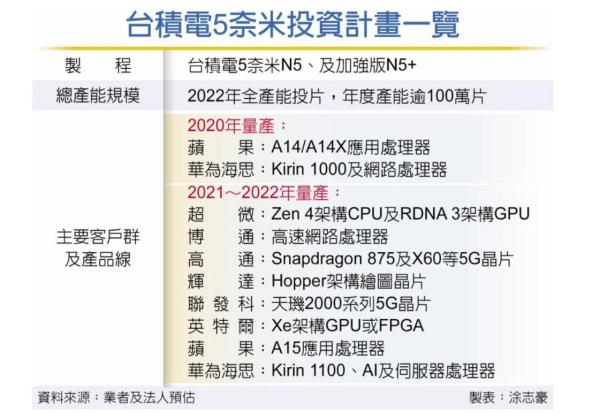 台積電5奈米投資計畫一覽
製程 台積電5奈米N5、及加強版N5+
總產能規模 2022年全產能投片，年度產能逾100萬片
2020年量產：
蘋果：A14/A14X應用處理器
華為海思：Kirin 1000及網路處理器
2021～2022年量產：
超微：Zen 4架構CPU及RDNA 3架構GPU
博通：高速網路處理器
主要客戶群
及產品線
高通：Snapdragon 875及X60等5G晶片
輝達：Hopper架構繪圖晶片
聯發科：天璣2000系列5G晶片
英特爾：Xe架構GPU或FPGA
蘋果：A15應用處理器
華為海思：Kirin 1100、AI及伺服器處理器
資料來源：業者及法人預估 製表：涂志豪